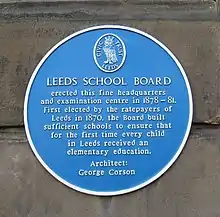 LEEDS
LEEDS SCHOOL BOARD
erected this fine headquarters
and examination centre in 1878 - 81.
First elected by the ratepayers of
Leeds in 1870, the Board built
sufficient schools to ensure that
for the first time every child
in Leeds received an
elementary education.
Architect:
George Corson